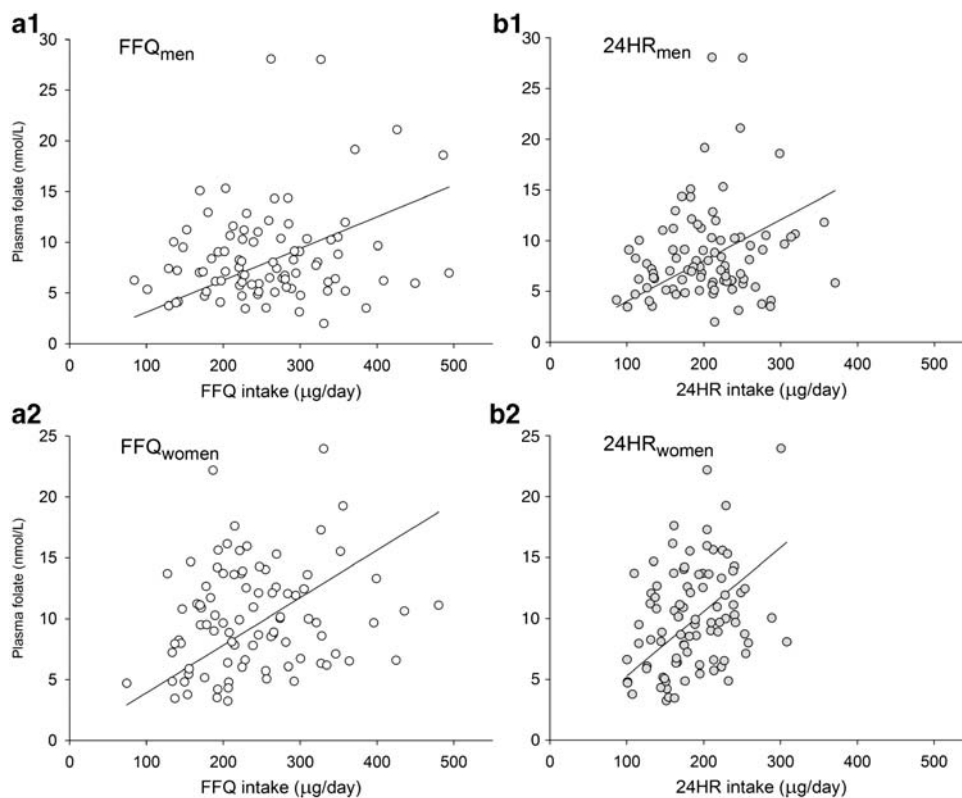 a1
FFQmen
Plasma folate (nmol/L)
30
25
20
15
10
5
0
0 100 200 300 400 500
FFQ intake (µg/day)
b1
24HRmen
30
25
20
15
10
5
0
0 100 200 300 400 500
24HR intake (µg/day)
a2
FFQwomen
Plasma folate (nmol/L)
25
20
15
10
5
0
0 100 200 300 400 500
FFQ intake (µg/day)
b2
24HRwomen
25
20
15
10
5
0
0 100 200 300 400 500
24HR intake (µg/day)